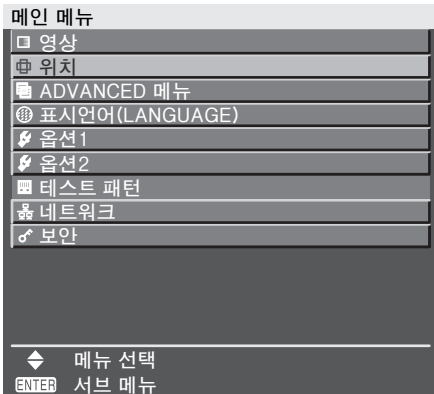 메인 메뉴
영상
위치
ADVANCED 메뉴
표시언어(LANGUAGE)
옵션1
옵션2
테스트 패턴
네트워크
보안
메뉴 선택
ENTER 서브 메뉴